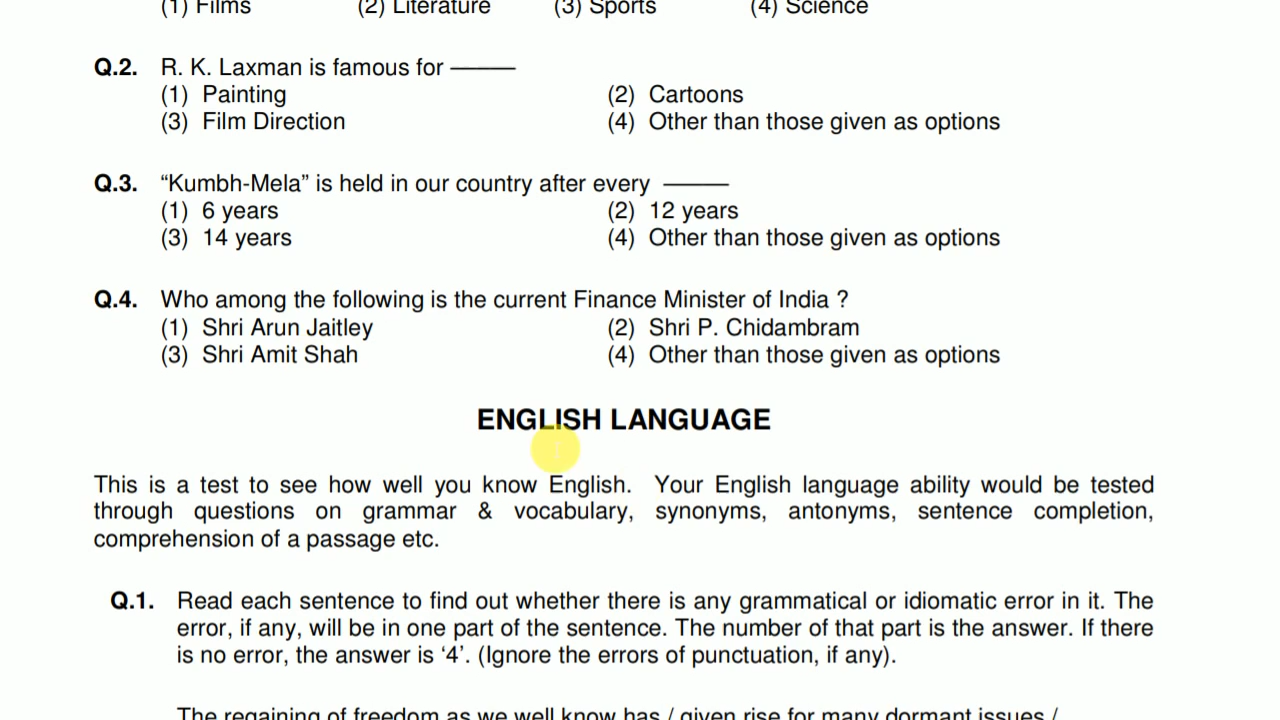 (1) Films (2) Literature (3) Sports (4) Science
Q.2. R. K. Laxman is famous for ———
(1) Painting (2) Cartoons
(3) Film Direction (4) Other than those given as options
Q.3. “Kumbh-Mela” is held in our country after every ———
(1) 6 years (2) 12 years
(3) 14 years (4) Other than those given as options
Q.4. Who among the following is the current Finance Minister of India ?
(1) Shri Arun Jaitley (2) Shri P. Chidambram
(3) Shri Amit Shah (4) Other than those given as options
ENGLISH LANGUAGE
This is a test to see how well you know English. Your English language ability would be tested
through questions on grammar & vocabulary, synonyms, antonyms, sentence completion,
comprehension of a passage etc.
Q.1. Read each sentence to find out whether there is any grammatical or idiomatic error in it. The
error, if any, will be in one part of the sentence. The number of that part is the answer. If there
is no error, the answer is ‘4’. (Ignore the errors of punctuation, if any).
The regaining of freedom as we well know has / given rise for many dormant issues /